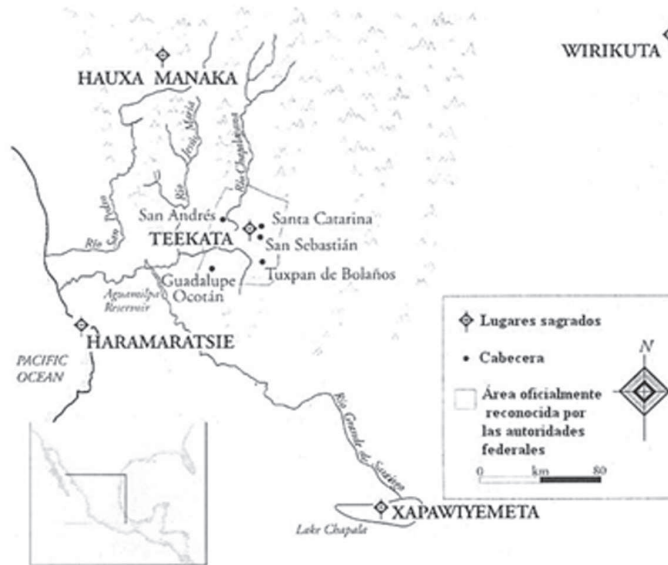 WIRIKUTA
HAUXA MANAKA
Río Jesús María
Río Chapalagana
Río San Pedro
San Andrés
Santa Catarina
TEEKATA
San Sebastián
Tuxpan de Bolaños
Guadalupe
Ocotán
Aguamilpa
Reservoir
HARAMARATSIE
PACIFIC
OCEAN
Río Grande de Santiago
XAPAWIYEMETA
Lake Chapala
Lugares sagrados
Cabecera
Área oficialmente
reconocida por
las autoridades
federales
N
0 km 80